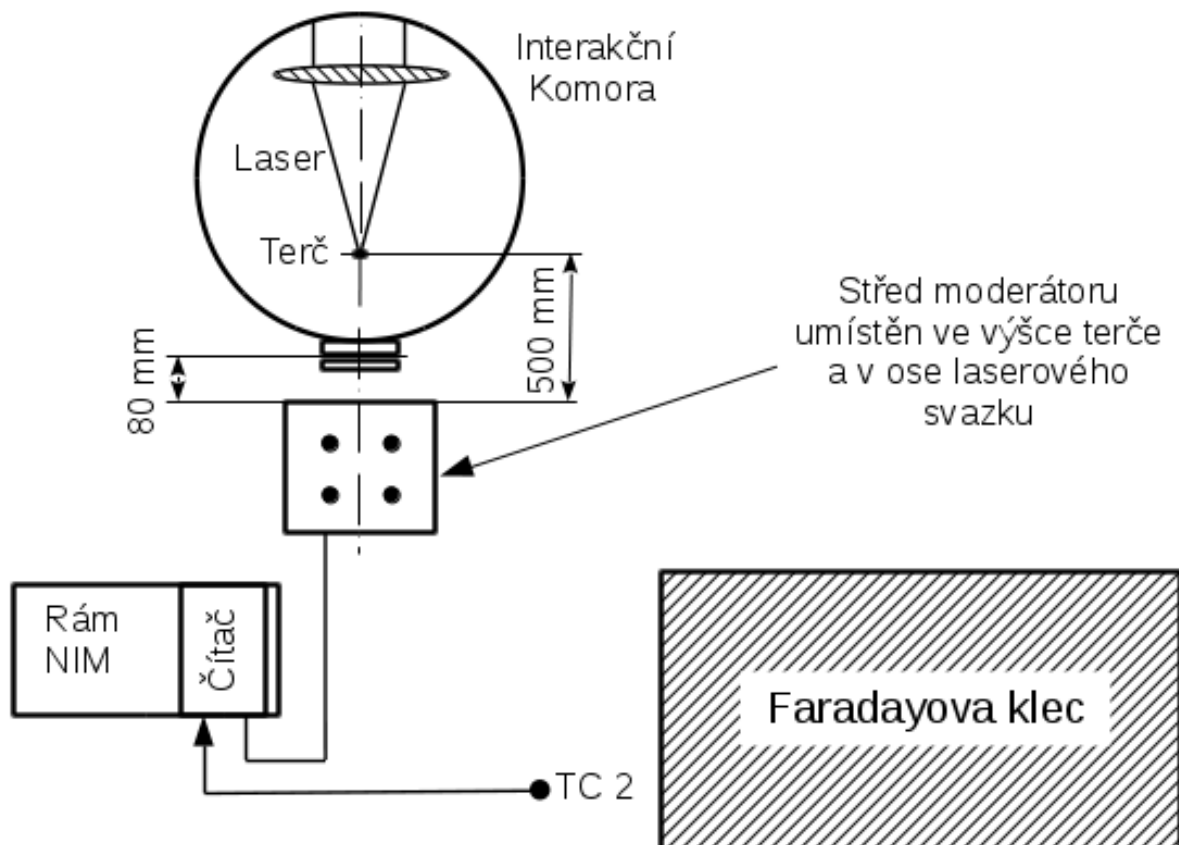 Interakční
Komora
Laser
Terč
500 mm
80 mm
Střed moderátoru
umístěn ve výšce terče
a v ose laserového
svazku
Rám
NIM
Čítač
Faradayova klec
TC 2